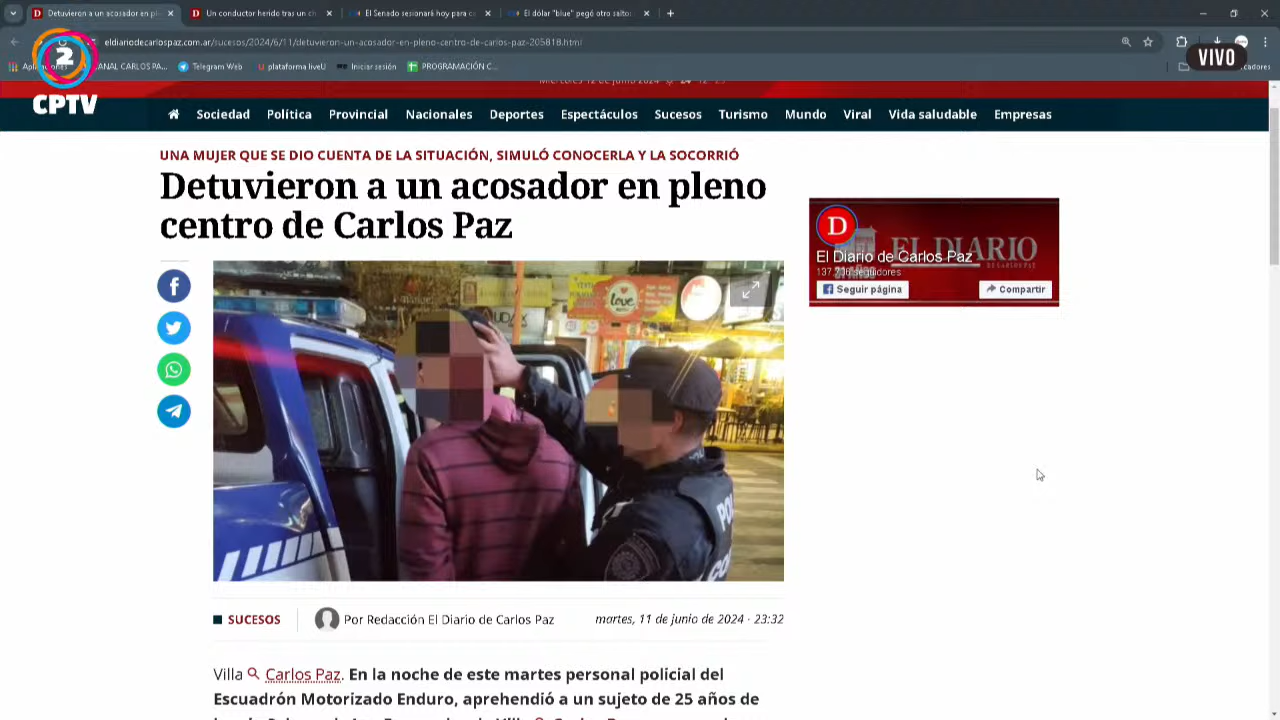 Detuvieron a un acosador en pl
Un conductor herido tras un ch
El Senado sesionará hoy para c
El dólar "blue" pegó otro salto:
eldiariodecarlospaz.com.ar/sucesos/2024/6/11/detuvieron-un-acosador-en-pleno-centro-de-carlos-paz-205818.html
ANAL CARLOS PA...
Telegram Web
plataforma liveU
Iniciar sesión
PROGRAMACIÓN C...
cadores
2
CPTV
VIVO
Sociedad
Política
Provincial
Nacionales
Deportes
Espectáculos
Sucesos
Turismo
Mundo
Viral
Vida saludable
Empresas
UNA MUJER QUE SE DIO CUENTA DE LA SITUACIÓN, SIMULÓ CONOCERLA Y LA SOCORRIÓ
Detuvieron a un acosador en pleno
centro de Carlos Paz
D
EL DIARIO
DE CARLOS PAZ
El Diario de Carlos Paz
seguidores
Seguir página
Compartir
love
SUCESOS
Por Redacción El Diario de Carlos Paz
martes, 11 de junio de 2024 · 23:32
Villa Carlos Paz. En la noche de este martes personal policial del
Escuadrón Motorizado Enduro, aprehendió a un sujeto de 25 años de